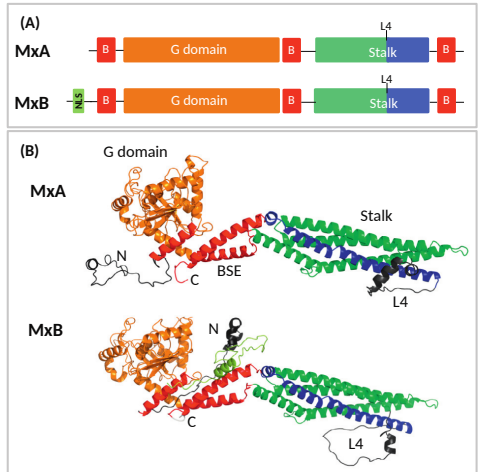 (A)
L4
MxA
B
G domain
B
Stalk
B
L4
MxB
NLS
B
G domain
B
Stalk
B
(B)
G domain
MxA
Stalk
N
BSE
C
L4
MxB
N
C
L4